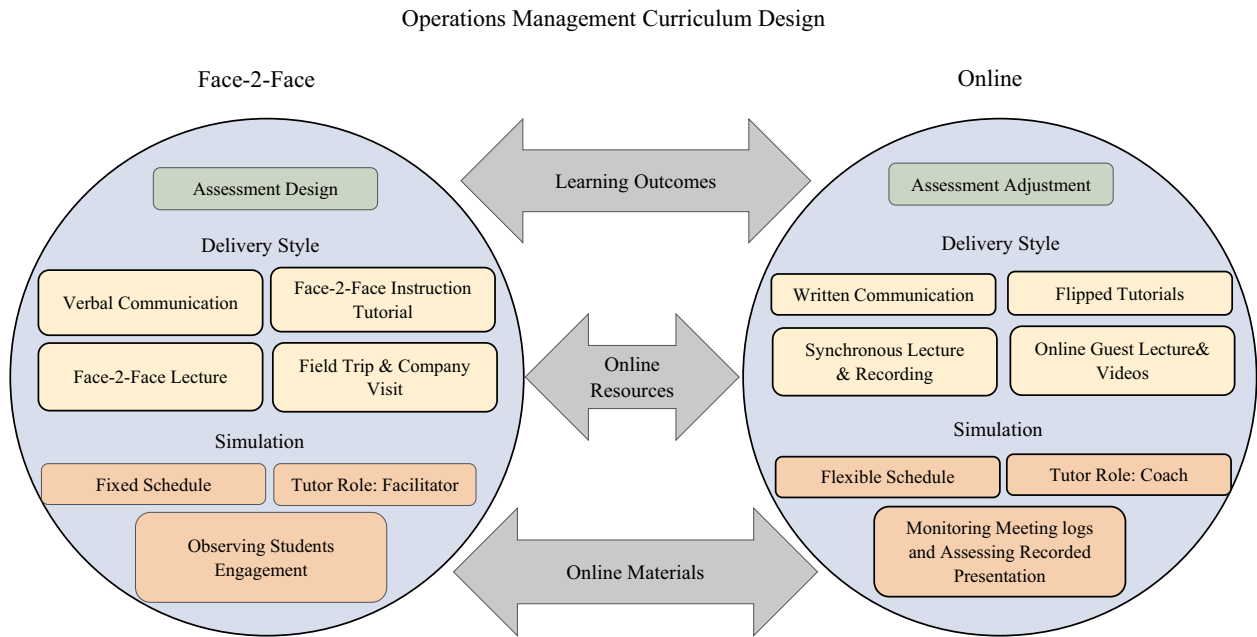 Operations Management Curriculum Design
Face-2-Face
Online
Assessment Design
Delivery Style
Verbal Communication
Face-2-Face Instruction
Tutorial
Face-2-Face Lecture
Field Trip & Company
Visit
Simulation
Fixed Schedule
Tutor Role: Facilitator
Observing Students
Engagement
Learning Outcomes
Online
Resources
Online Materials
Assessment Adjustment
Delivery Style
Written Communication
Flipped Tutorials
Synchronous Lecture
& Recording
Online Guest Lecture&
Videos
Simulation
Flexible Schedule
Tutor Role: Coach
Monitoring Meeting logs
and Assessing Recorded
Presentation